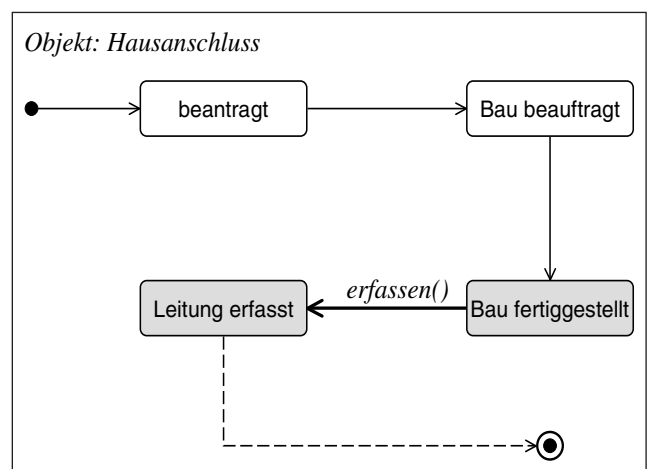 Objekt: Hausanschluss
beantragt
Bau beauftragt
erfassen()
Leitung erfasst
Bau fertiggestellt